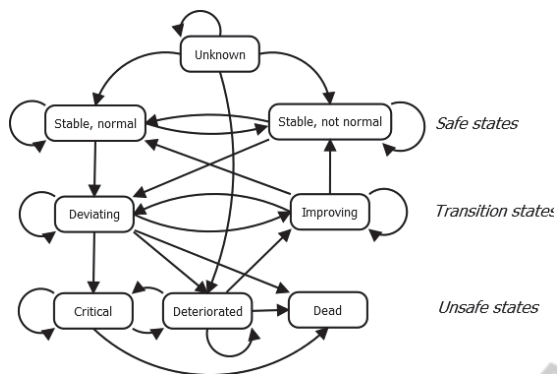 Unknown
Stable, normal
Stable, not normal
Safe states
Deviating
Improving
Transition states
Critical
Deteriorated
Dead
Unsafe states